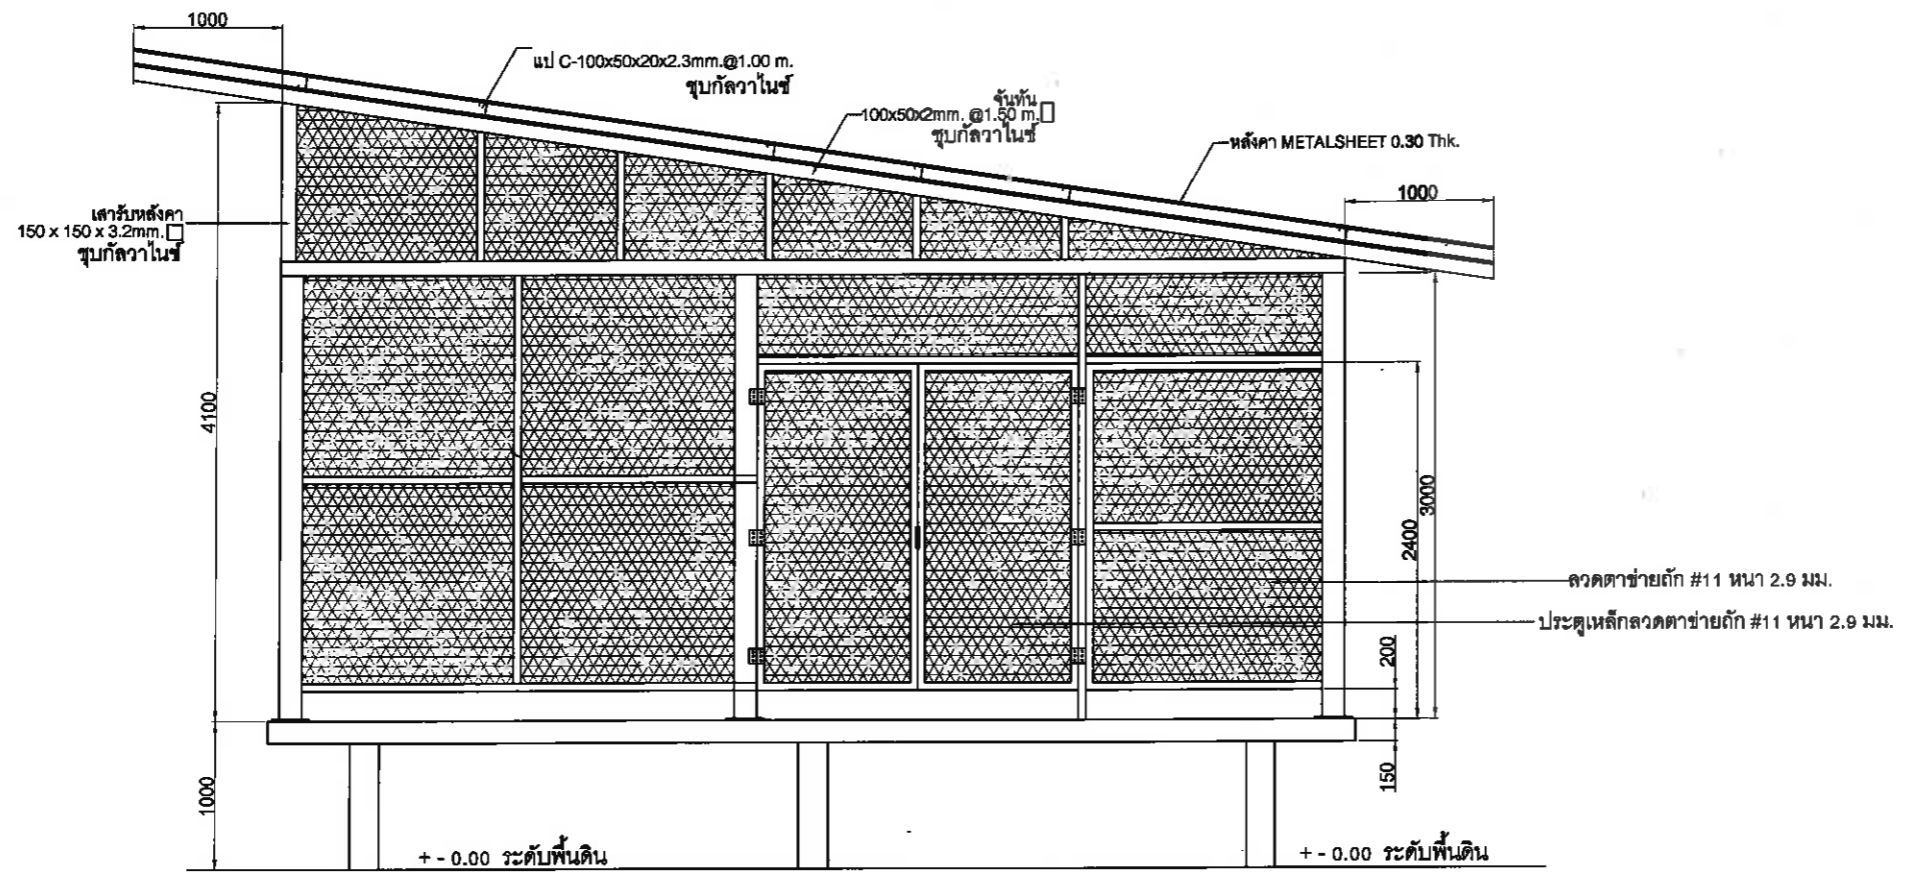 1000
แป C-100x50x20x2.3mm.@1.00 m.
ชุบกัลวาไนซ์
จันทัน
100x50x2mm. @1.50 m.
ชุบกัลวาไนซ์
หลังคา METALSHEET 0.30 Thk.
1000
เสารับหลังคา
150 x 150 x 3.2mm.
ชุบกัลวาไนซ์
4100
3000
2400
ลวดตาข่ายถัก #11 หนา 2.9 มม.
ประตูเหล็กลวดตาข่ายถัก #11 หนา 2.9 มม.
200
150
1000
+ - 0.00 ระดับพื้นดิน
+ - 0.00 ระดับพื้นดิน